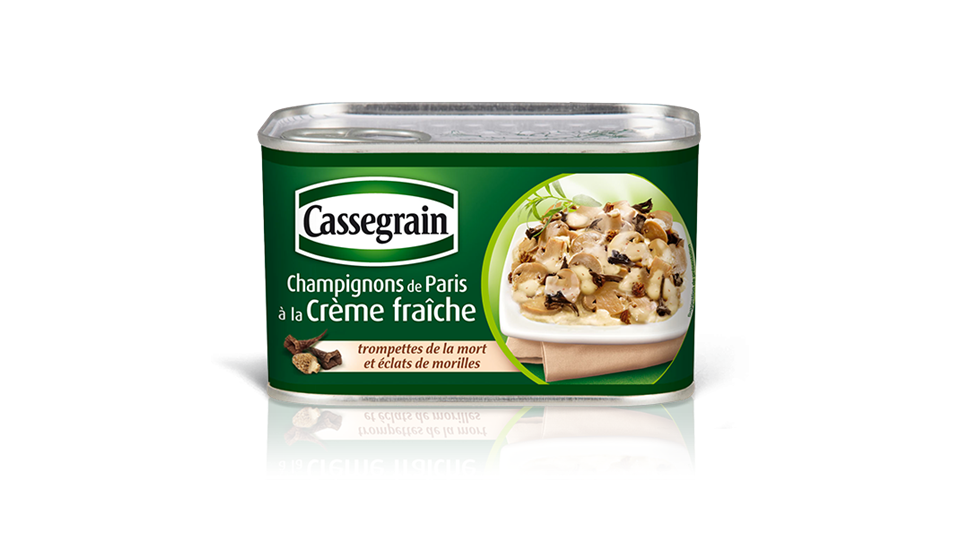 Cassegrain
Champignons de Paris
à la Crème fraîche
trompettes de la mort
et éclats de morilles